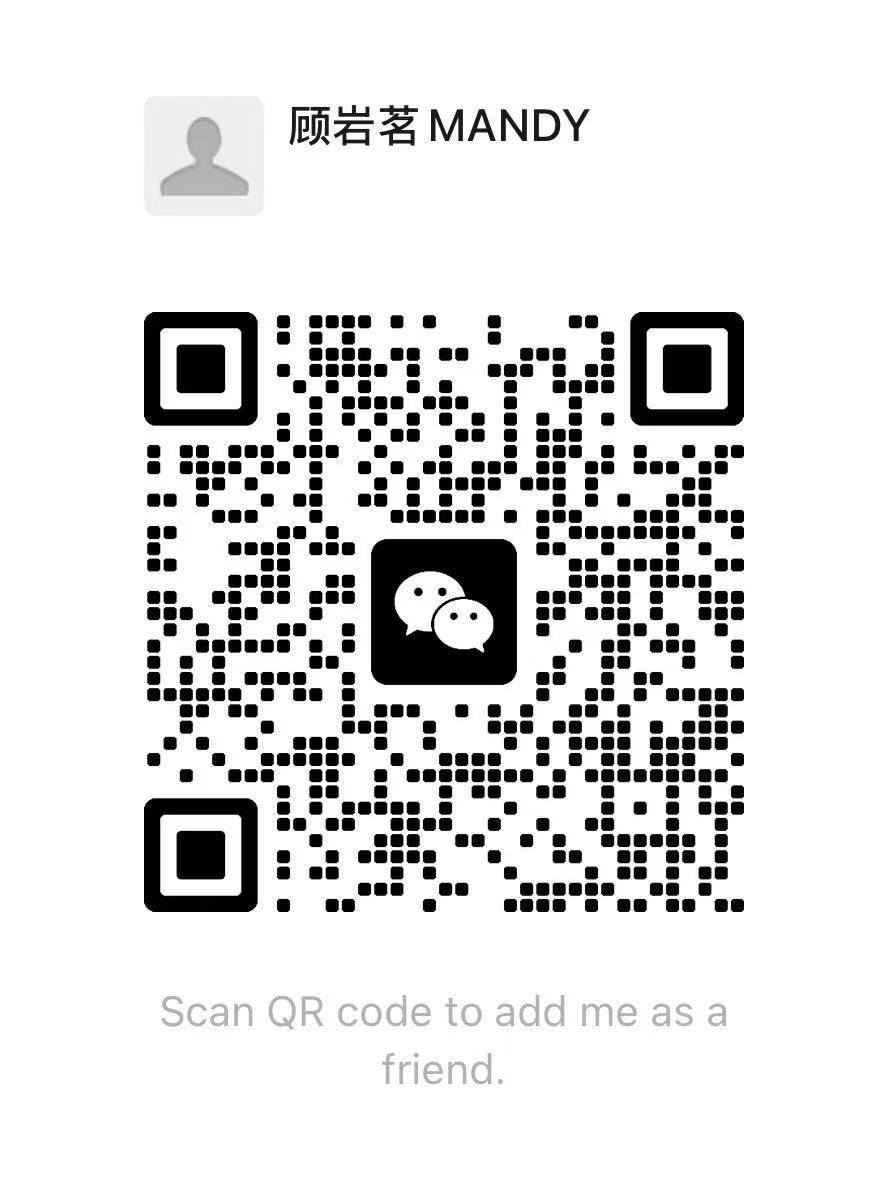 顾岩茗MANDY
Scan QR code to add me as a
friend.